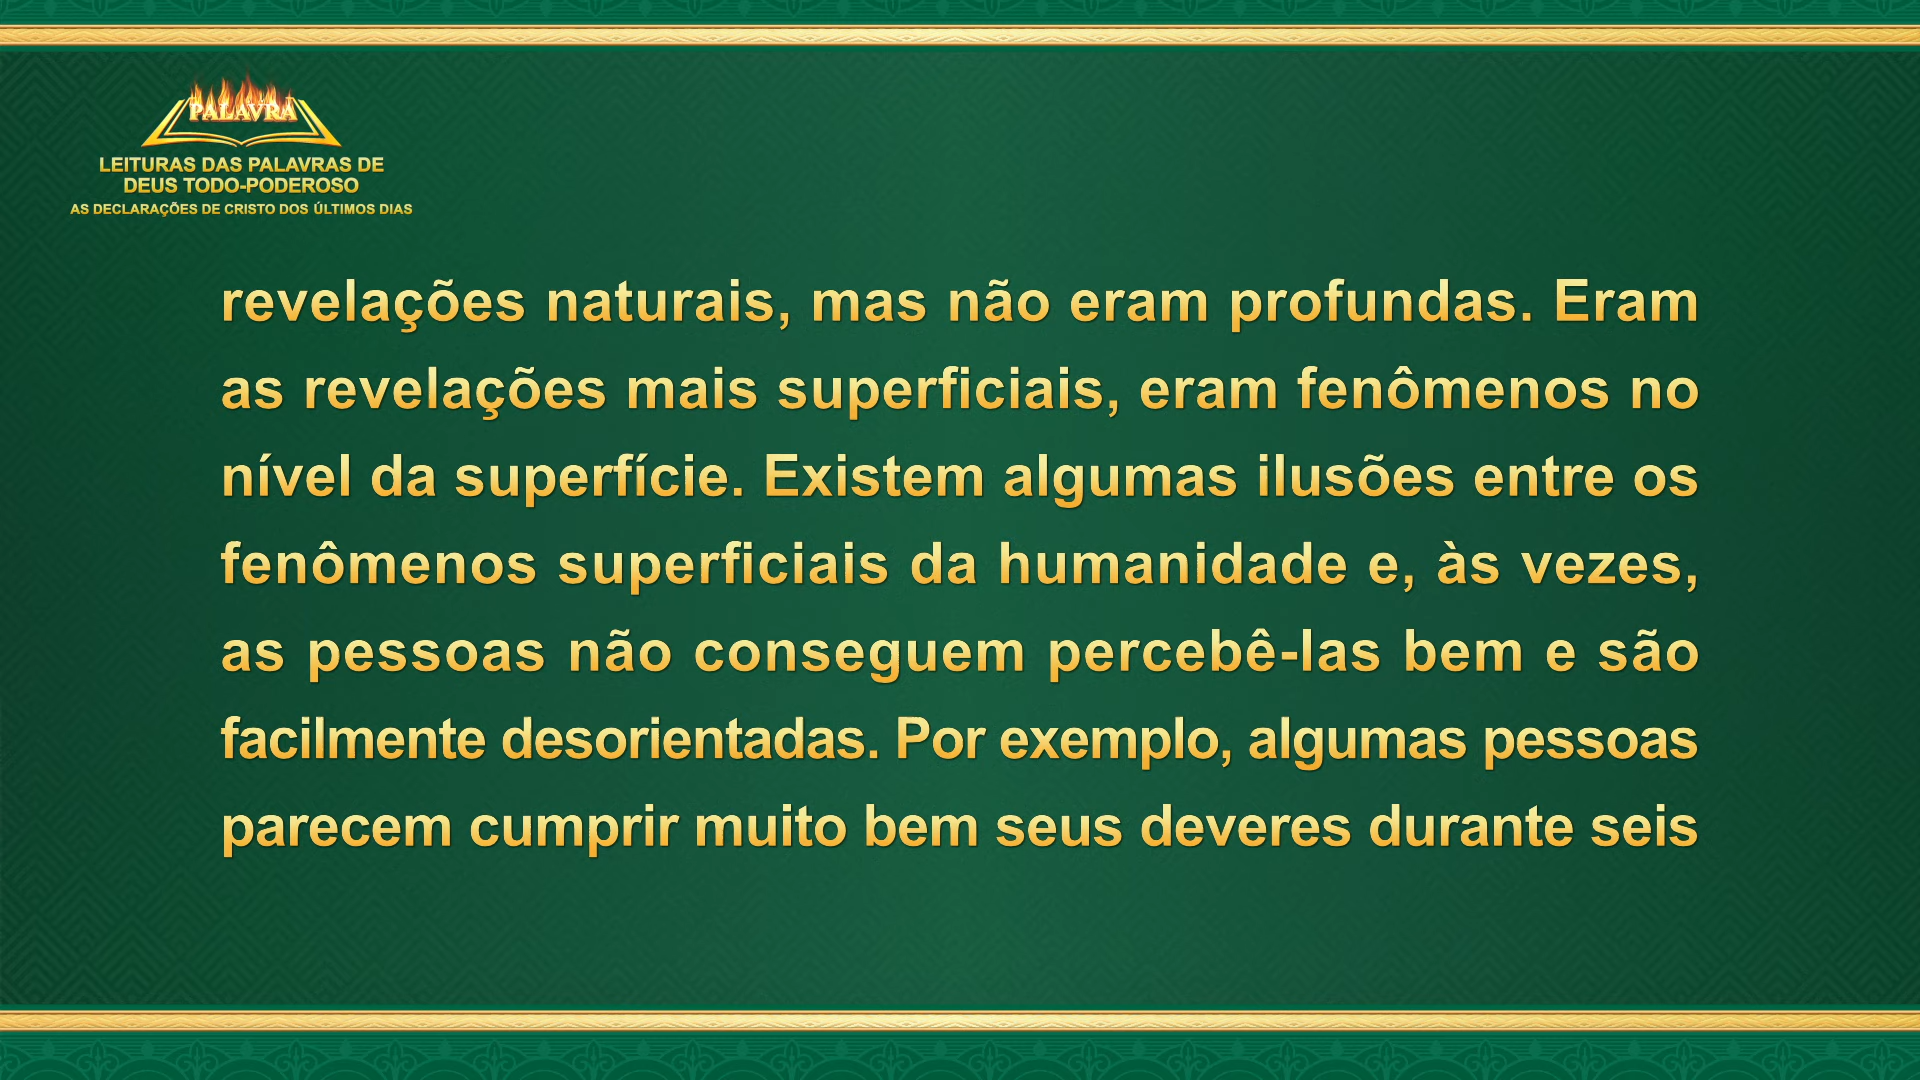 PALAVRA
LEITURAS DAS PALAVRAS DE
DEUS TODO-PODEROSO
AS DECLARAÇÕES DE CRISTO DOS ÚLTIMOS DIAS
revelações naturais, mas não eram profundas. Eram
as revelações mais superficiais, eram fenômenos no
nível da superfície. Existem algumas ilusões entre os
fenômenos superficiais da humanidade e, às vezes,
as pessoas não conseguem percebê-las bem e são
facilmente desorientadas. Por exemplo, algumas pessoas
parecem cumprir muito bem seus deveres durante seis